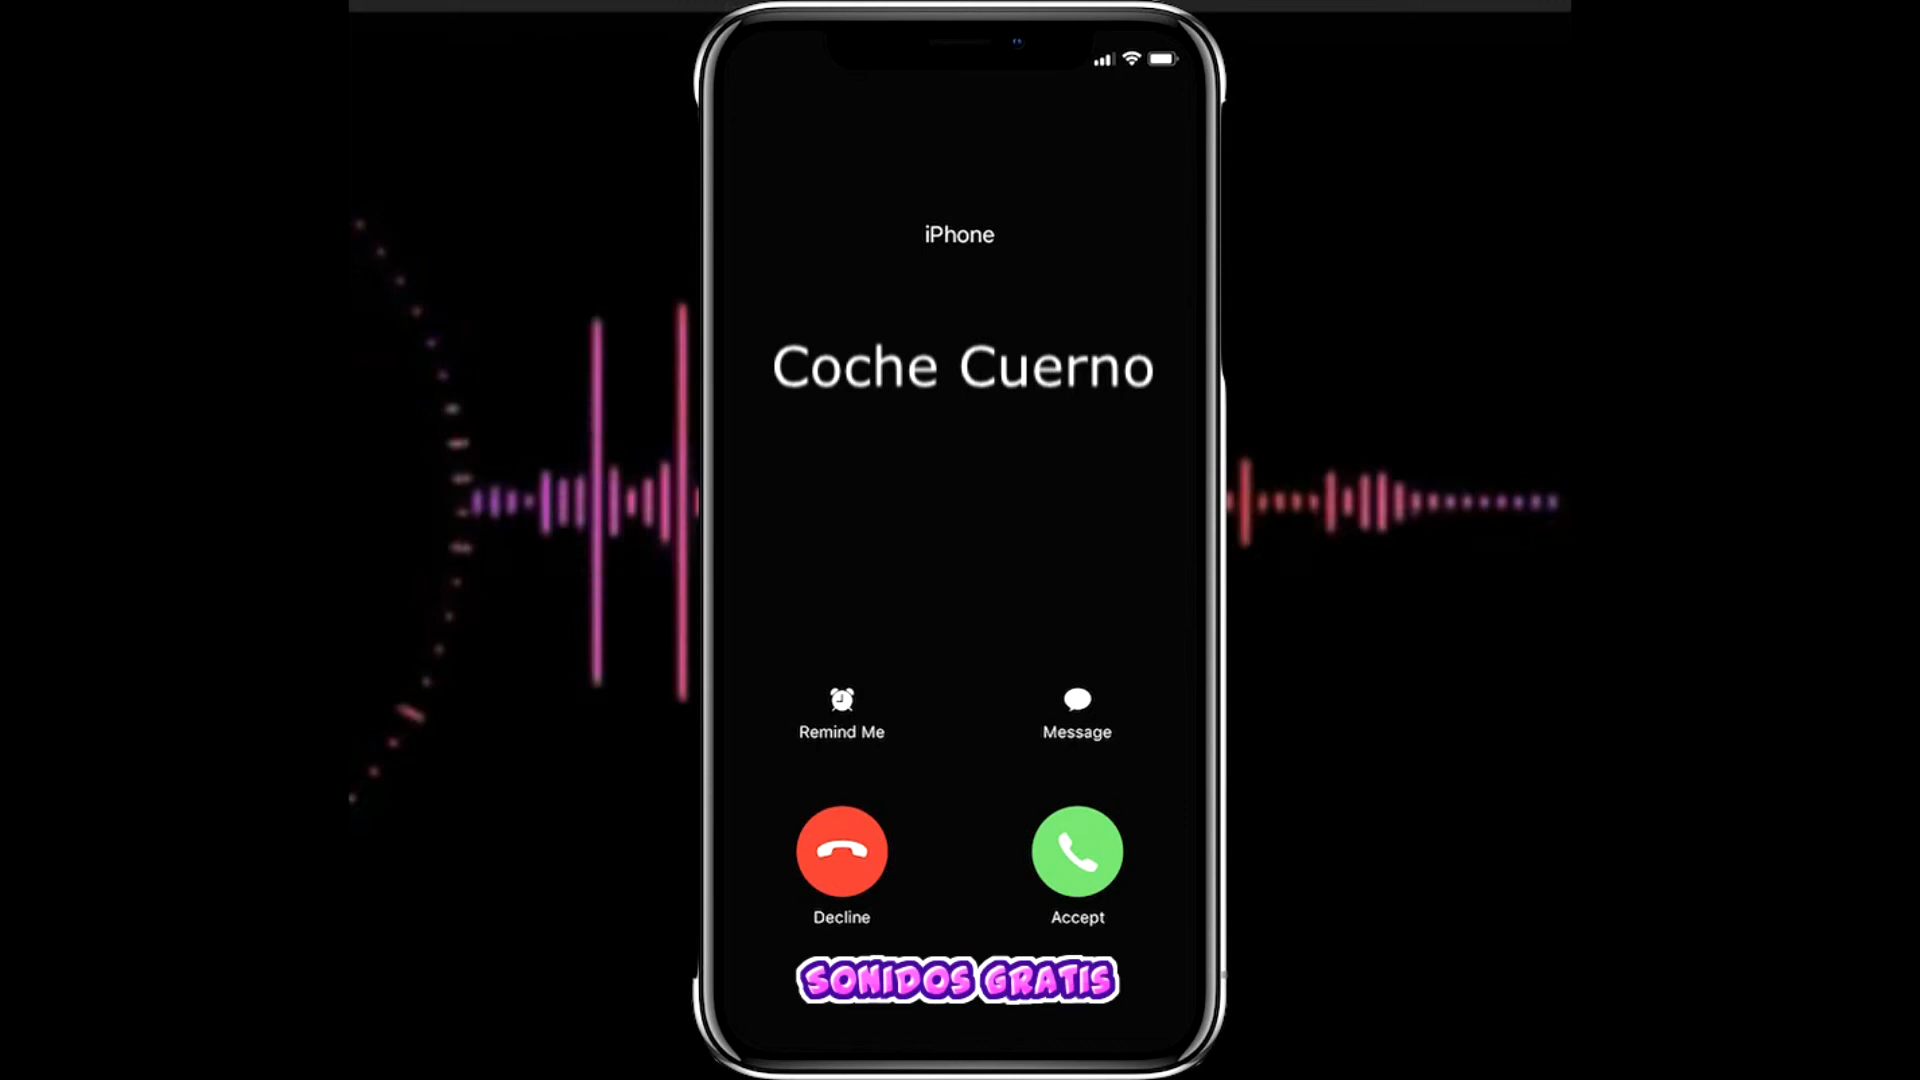 iPhone
Coche Cuerno
Remind Me
Message
Decline
Accept
SONIDOS GRATIS